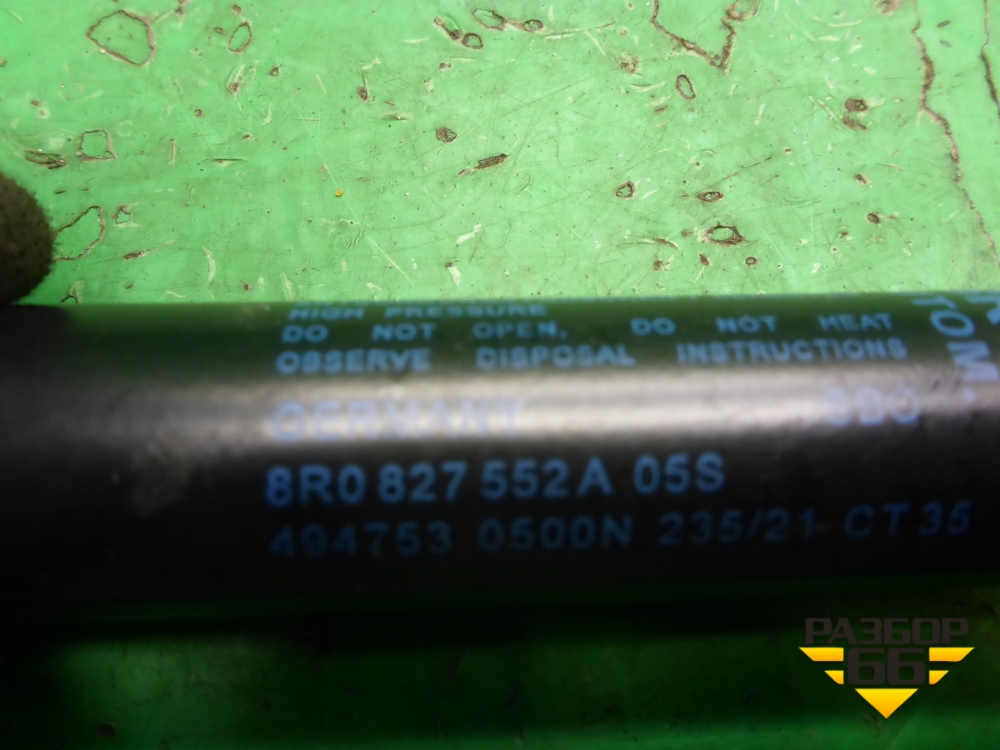 HIGH PRESSURE
DO NOT OPEN, DO NOT HEAT
OBSERVE DISPOSAL INSTRUCTIONS
GERMANY
8R0 827 552A 05S
494753 0500N 235/21 CT 35
РАЗБОР
66